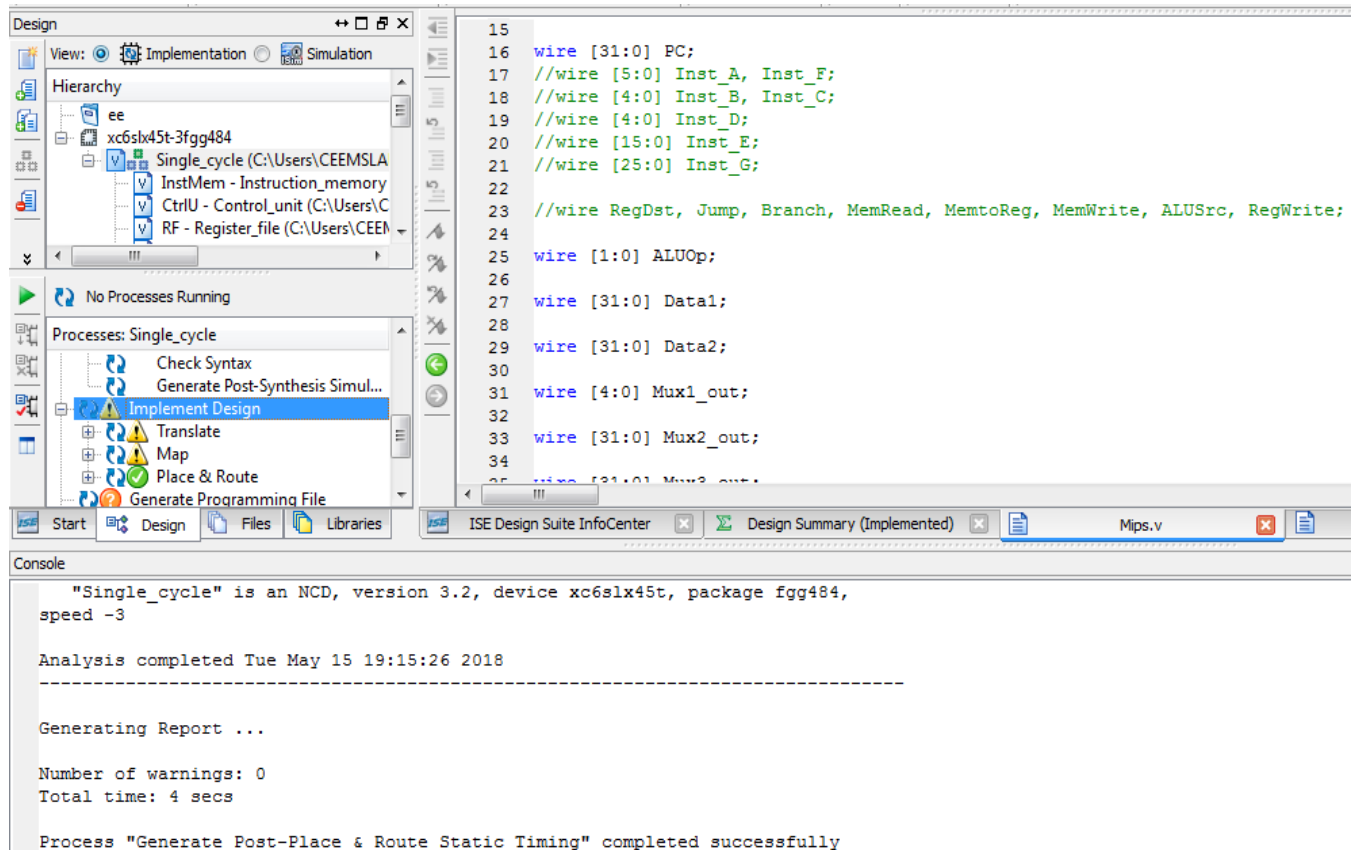 Design
View: Implementation Simulation
Hierarchy
ee
xc6slx45t-3fgg484
Single_cycle (C:\Users\CEEMSLA
InstMem - Instruction_memory
CtrlU - Control_unit (C:\Users\C
RF - Register_file (C:\Users\CEEM
No Processes Running
Processes: Single_cycle
Check Syntax
Generate Post-Synthesis Simul...
Implement Design
Translate
Map
Place & Route
Generate Programming File
Start Design Files Libraries
15
16 wire [31:0] PC;
17 //wire [5:0] Inst_A, Inst_F;
18 //wire [4:0] Inst_B, Inst_C;
19 //wire [4:0] Inst_D;
20 //wire [15:0] Inst_E;
21 //wire [25:0] Inst_G;
22
23 //wire RegDst, Jump, Branch, MemRead, MemtoReg, MemWrite, ALUSrc, RegWrite;
24
25 wire [1:0] ALUOp;
26
27 wire [31:0] Data1;
28
29 wire [31:0] Data2;
30
31 wire [4:0] Mux1_out;
32
33 wire [31:0] Mux2_out;
34
35 wire [31:0] Mux3_out;
ISE Design Suite InfoCenter Design Summary (Implemented) Mips.v
Console
"Single_cycle" is an NCD, version 3.2, device xc6slx45t, package fgg484,
speed -3
Analysis completed Tue May 15 19:15:26 2018
--------------------------------------------------------------------------------
Generating Report ...
Number of warnings: 0
Total time: 4 secs
Process "Generate Post-Place & Route Static Timing" completed successfully